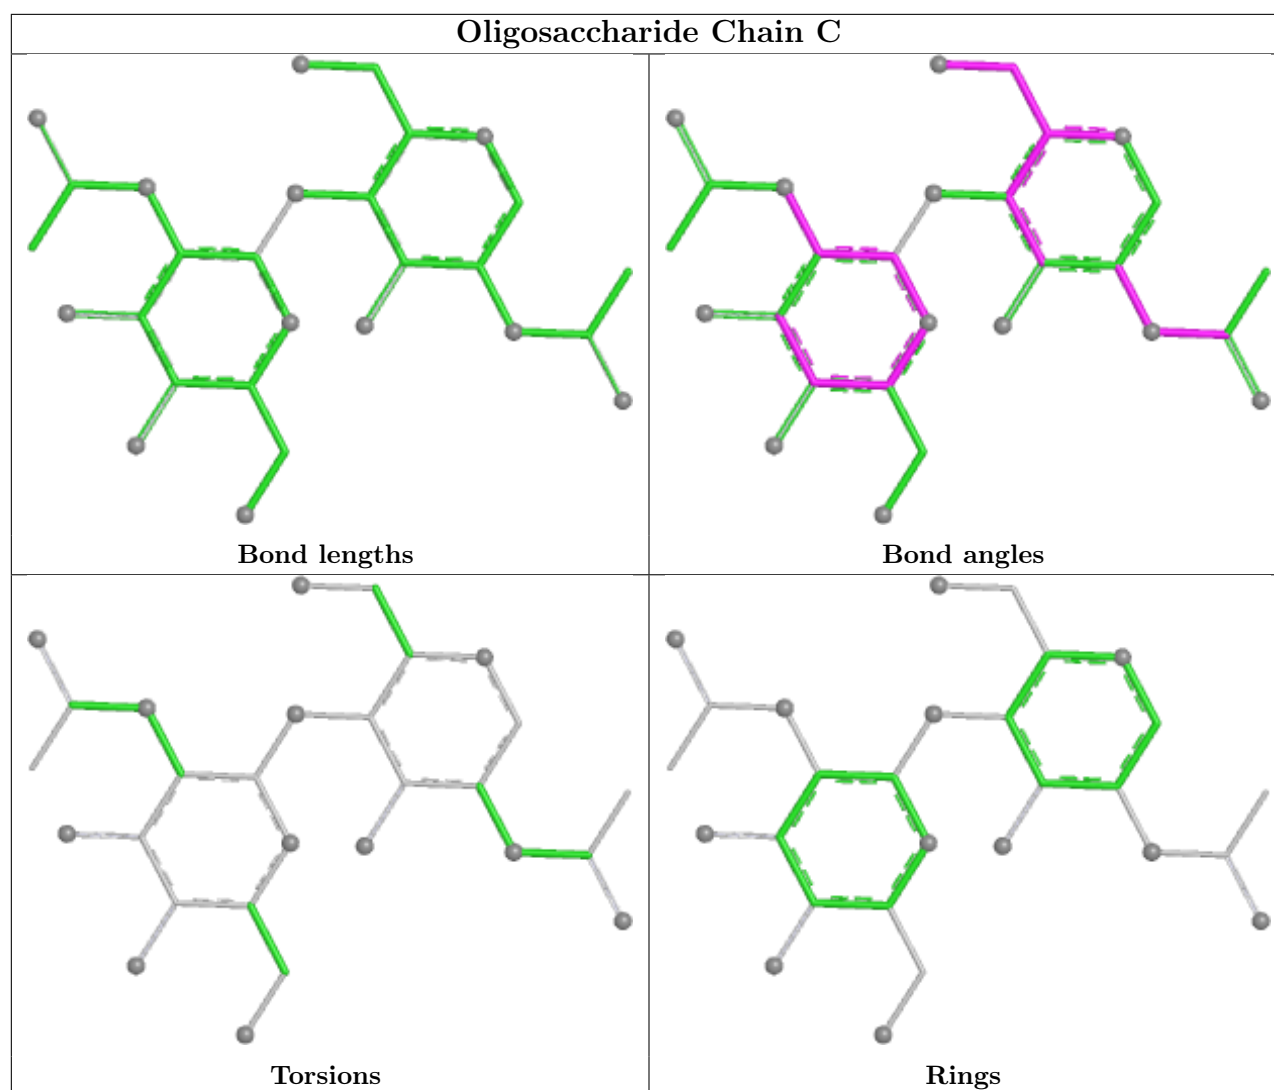 Oligosaccharide Chain C
Bond lengths
Bond angles
Torsions
Rings